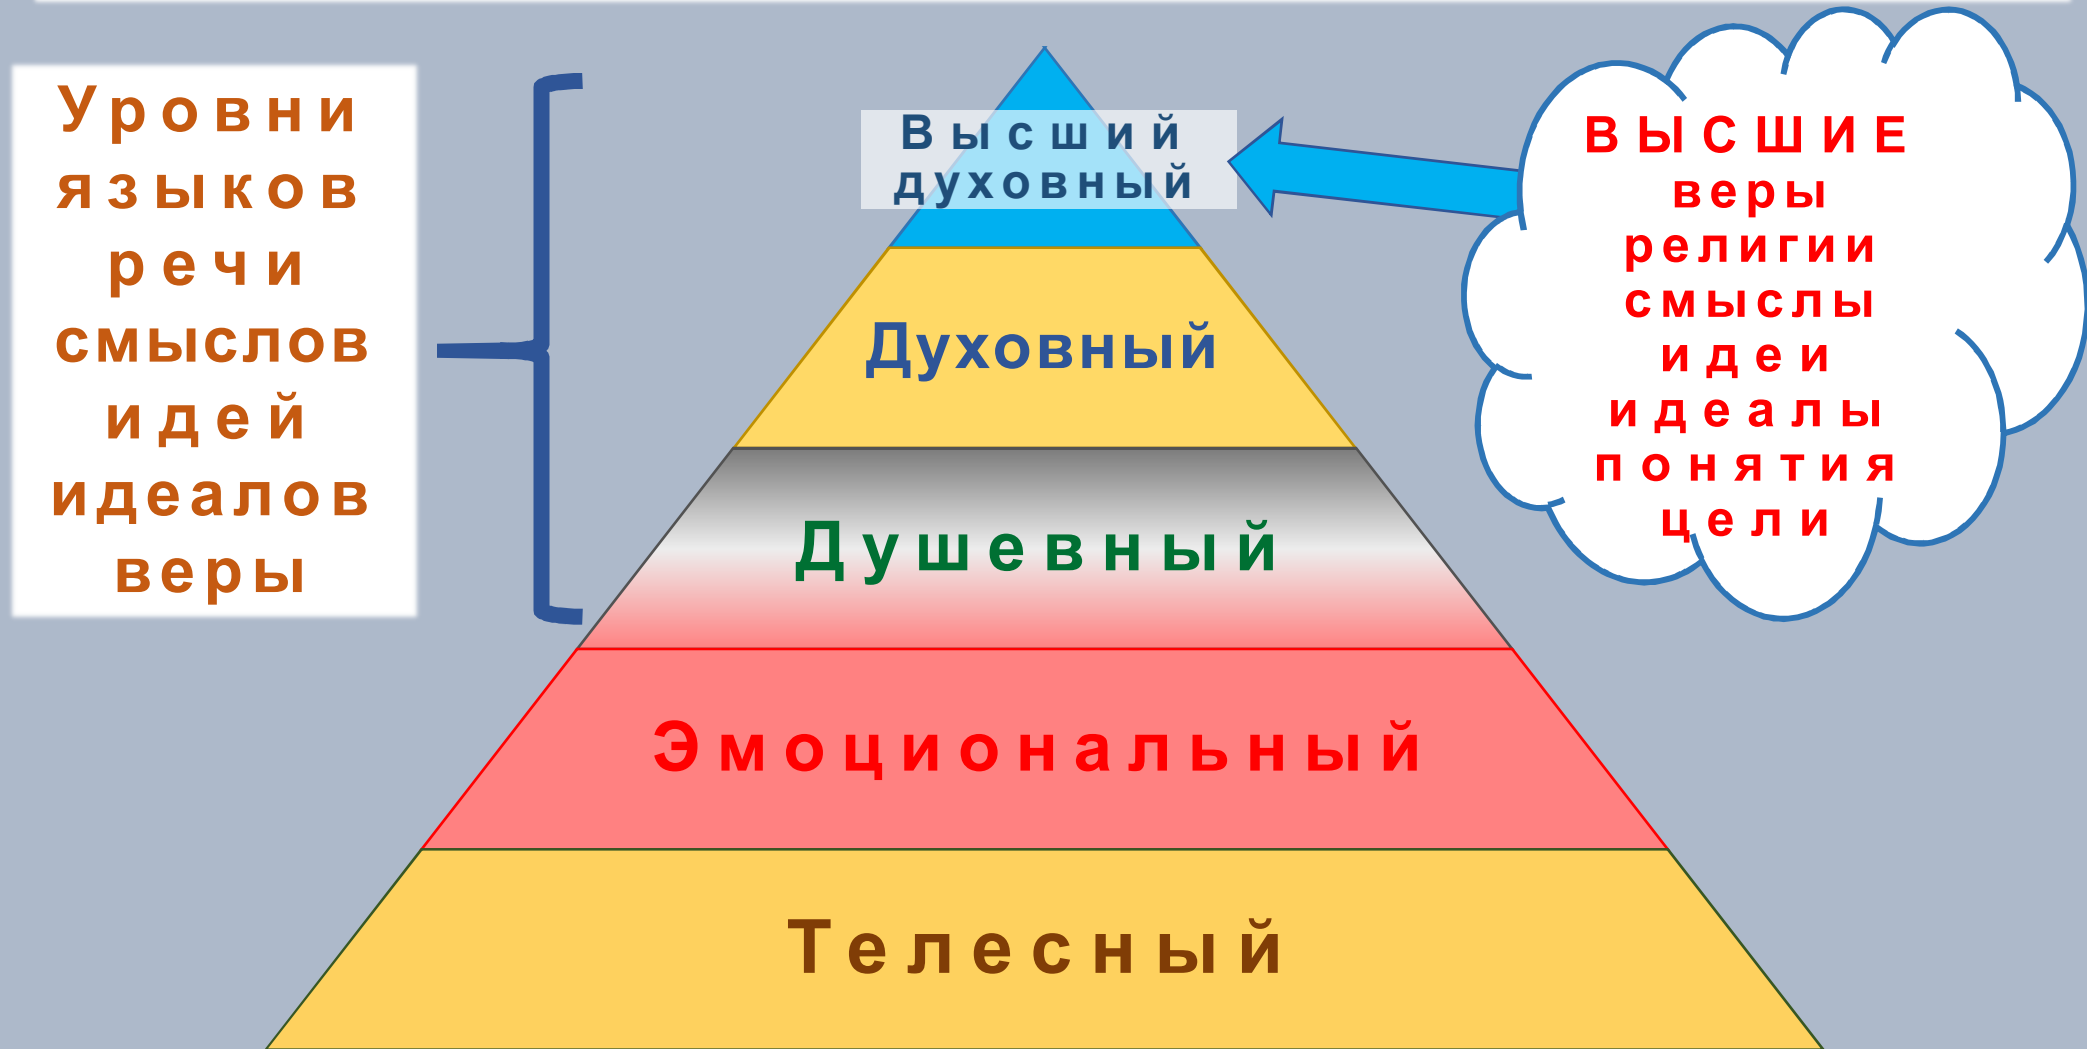 Уровни
языков
речи
смыслов
идей
идеалов
веры
Высший
духовный
Духовный
Душевный
Эмоциональный
Телесный
ВЫСШИЕ
веры
религии
смыслы
идеи
идеалы
понятия
цели